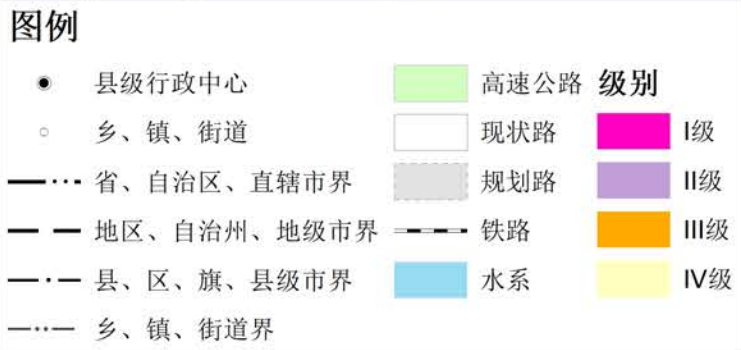 图例
县级行政中心
乡、镇、街道
省、自治区、直辖市界
地区、自治州、地级市界
县、区、旗、县级市界
乡、镇、街道界
高速公路
现状路
规划路
铁路
水系
级别
I级
II级
III级
IV级